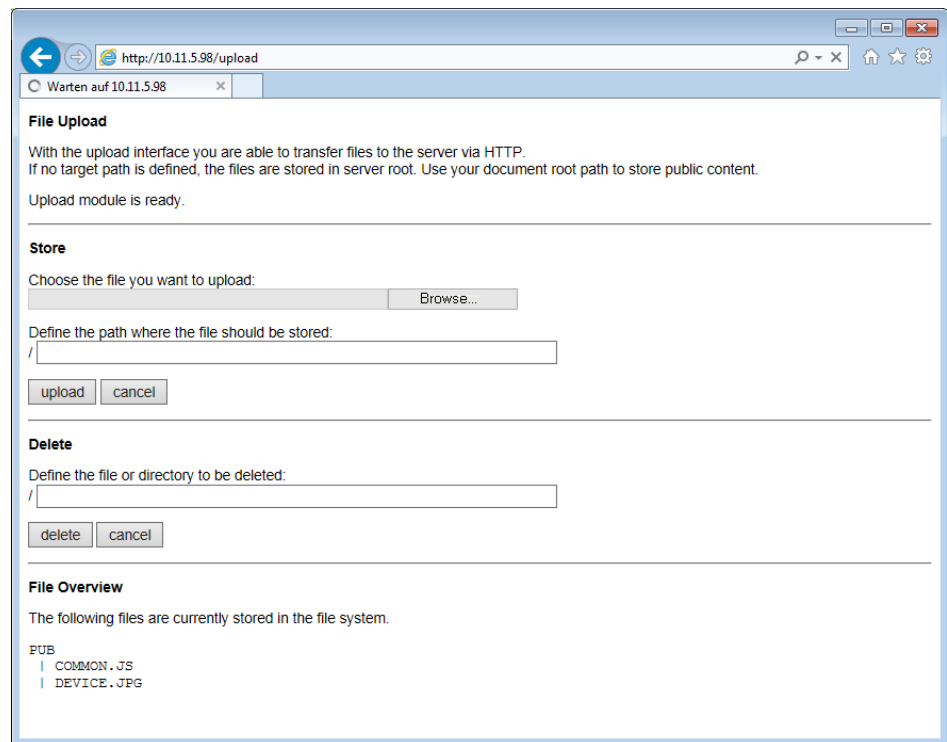 http://10.11.5.98/upload
Warten auf 10.11.5.98
File Upload
With the upload interface you are able to transfer files to the server via HTTP.
If no target path is defined, the files are stored in server root. Use your document root path to store public content.
Upload module is ready.
Store
Choose the file you want to upload:
Browse...
Define the path where the file should be stored:
/
upload cancel
Delete
Define the file or directory to be deleted:
/
delete cancel
File Overview
The following files are currently stored in the file system.
PUB
| COMMON.JS
| DEVICE.JPG